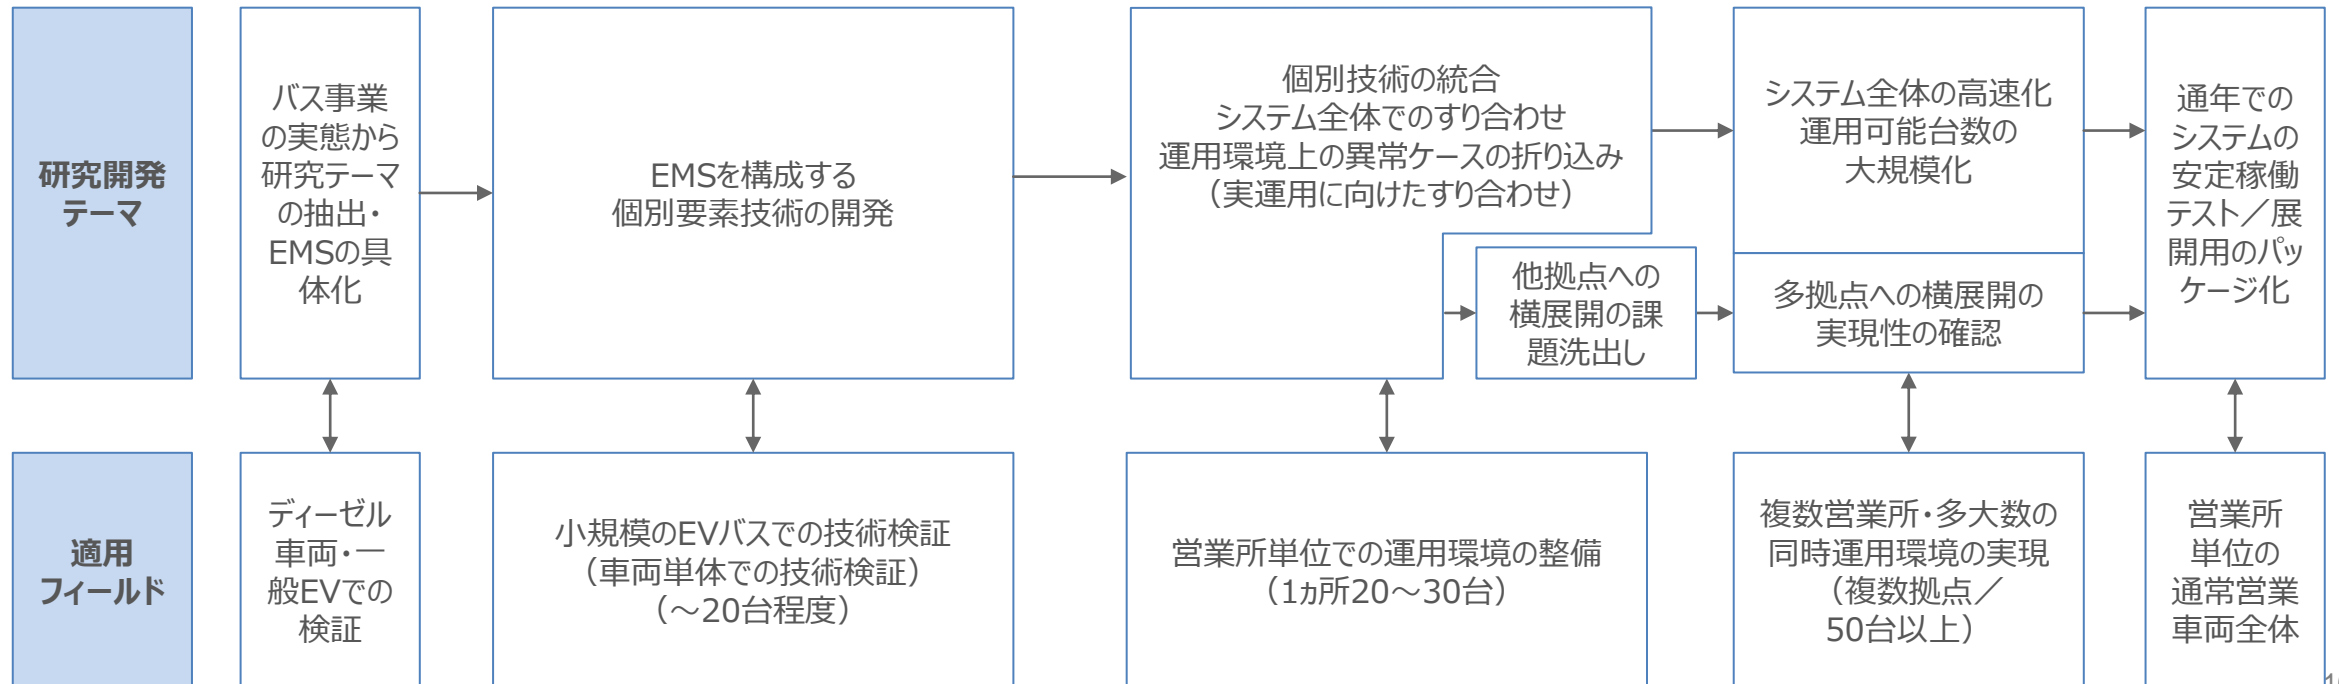 研究開発
テーマ
バス事業
の実態から
研究テーマ
の抽出・
EMSの具
体化
EMSを構成する
個別要素技術の開発
個別技術の統合
システム全体でのすり合わせ
運用環境上の異常ケースの折り込み
（実運用に向けたすり合わせ）
他拠点への
横展開の課
題洗出し
システム全体の高速化
運用可能台数の
大規模化
多拠点への横展開の
実現性の確認
通年での
システムの
安定稼働
テスト／展
開用のパッ
ケージ化
適用
フィールド
ディーゼル
車両・一
般EVでの
検証
小規模のEVバスでの技術検証
（車両単体での技術検証）
（～20台程度）
営業所単位での運用環境の整備
（1ヵ所20～30台）
複数営業所・多大数の
同時運用環境の実現
（複数拠点／
50台以上）
営業所
単位の
通常営業
車両全体